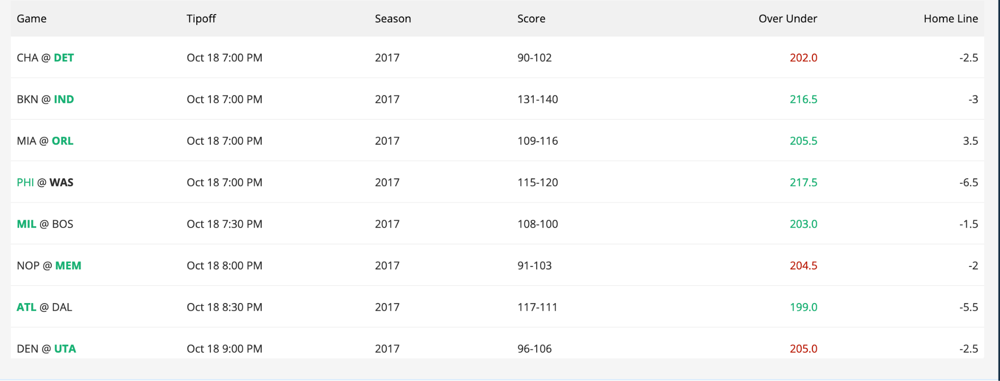 Game Tipoff Season Score Over Under Home Line
CHA @ DET Oct 18 7:00 PM 2017 90-102 202.0 -2.5
BKN @ IND Oct 18 7:00 PM 2017 131-140 216.5 -3
MIA @ ORL Oct 18 7:00 PM 2017 109-116 205.5 3.5
PHI @ WAS Oct 18 7:00 PM 2017 115-120 217.5 -6.5
MIL @ BOS Oct 18 7:30 PM 2017 108-100 203.0 -1.5
NOP @ MEM Oct 18 8:00 PM 2017 91-103 204.5 -2
ATL @ DAL Oct 18 8:30 PM 2017 117-111 199.0 -5.5
DEN @ UTA Oct 18 9:00 PM 2017 96-106 205.0 -2.5